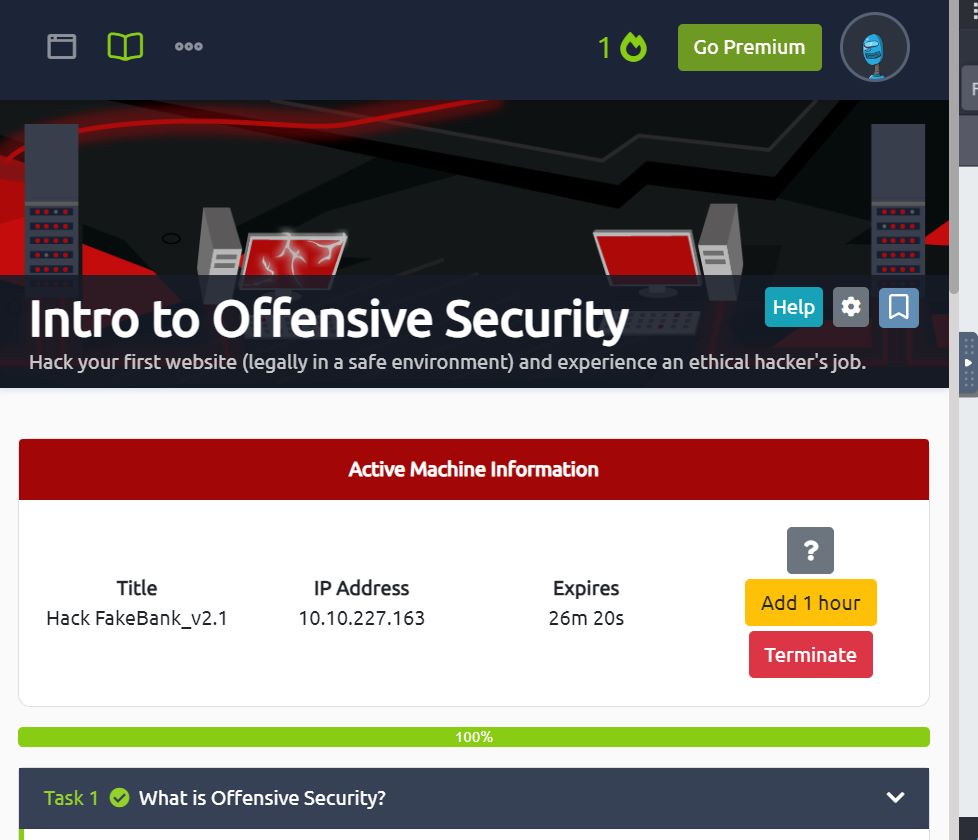 1 Go Premium
Intro to Offensive Security
Help
Hack your first website (legally in a safe environment) and experience an ethical hacker's job.
Active Machine Information
?
Title IP Address Expires
Add 1 hour
Hack FakeBank_v2.1 10.10.227.163 26m 20s
Terminate
100%
Task 1 What is Offensive Security?